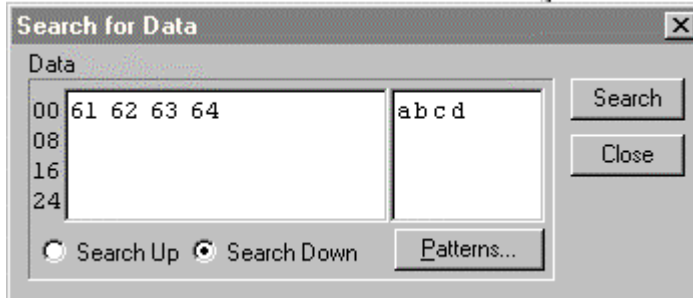 Search for Data
Data
00 61 62 63 64 abcd
08
16
24
Search
Close
Search Up Search Down Patterns...